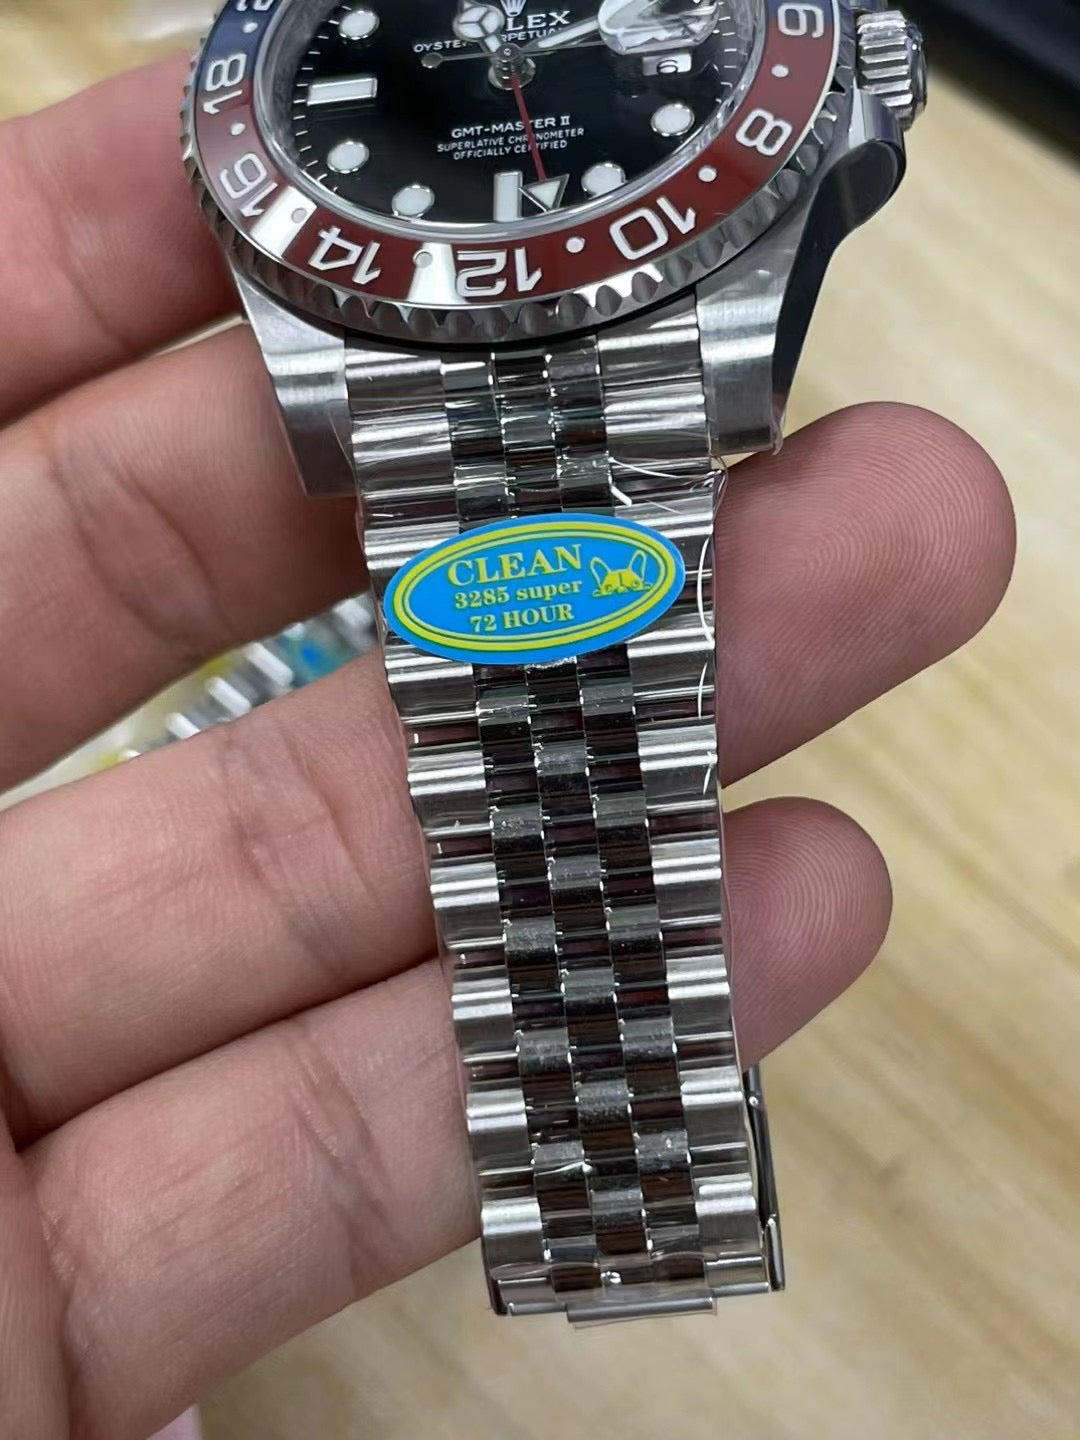 OYSTER PERPETUAL
GMT-MASTER II
SUPERLATIVE CHRONOMETER
OFFICIALLY CERTIFIED
6
18
16
14
12
10
8
6
CLEAN
3285 super
72 HOUR